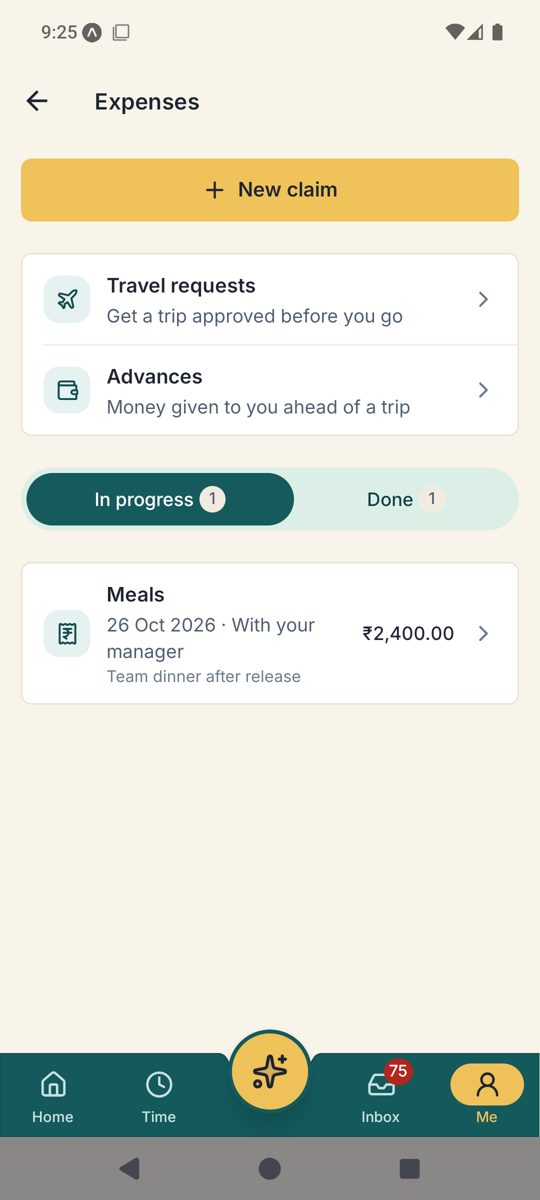 9:25
Expenses
+ New claim
Travel requests
Get a trip approved before you go
Advances
Money given to you ahead of a trip
In progress 1
Done 1
Meals
26 Oct 2026 · With your
manager
₹2,400.00
Team dinner after release
75
Home
Time
Inbox
Me